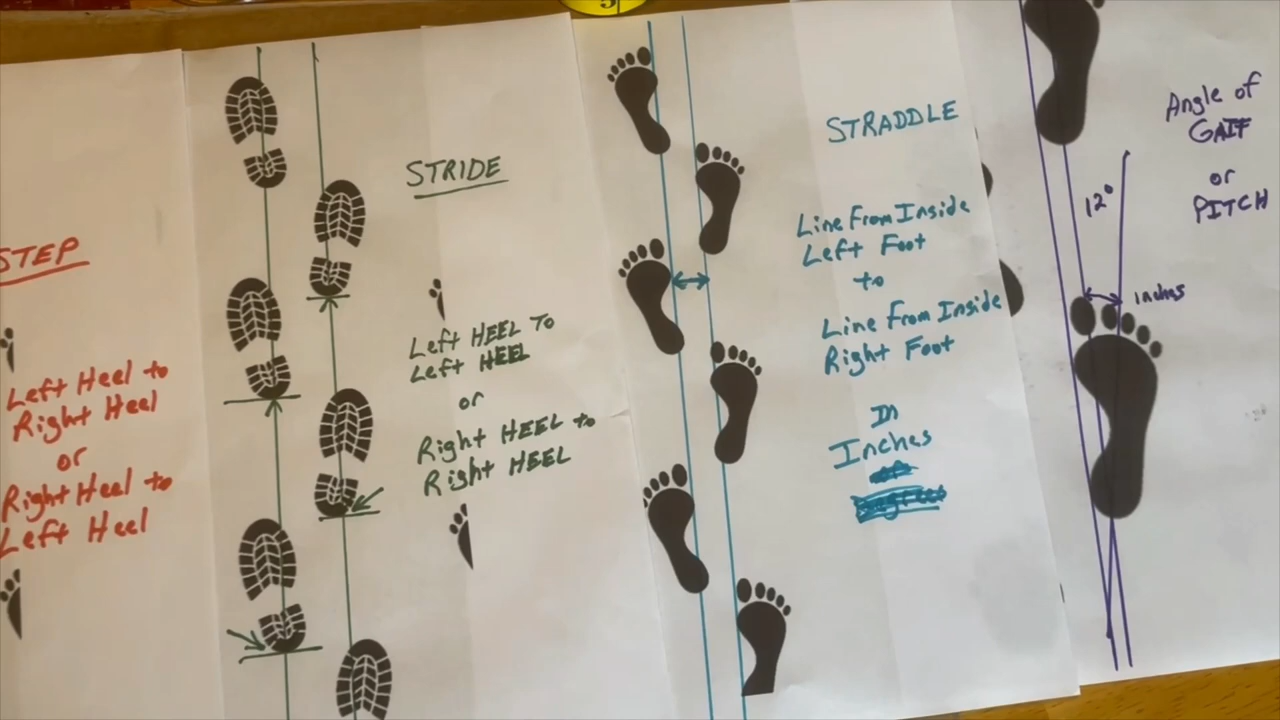 5
STEP
Left Heel to
Right Heel
or
Right Heel to
Left Heel
STRIDE
Left HEEL To
Left HEEL
or
Right HEEL to
Right HEEL
STRADDLE
Line From Inside
Left Foot
to
Line From Inside
Right Foot
In
Inches
Angle of
GAIT
or
PITCH
12°
inches